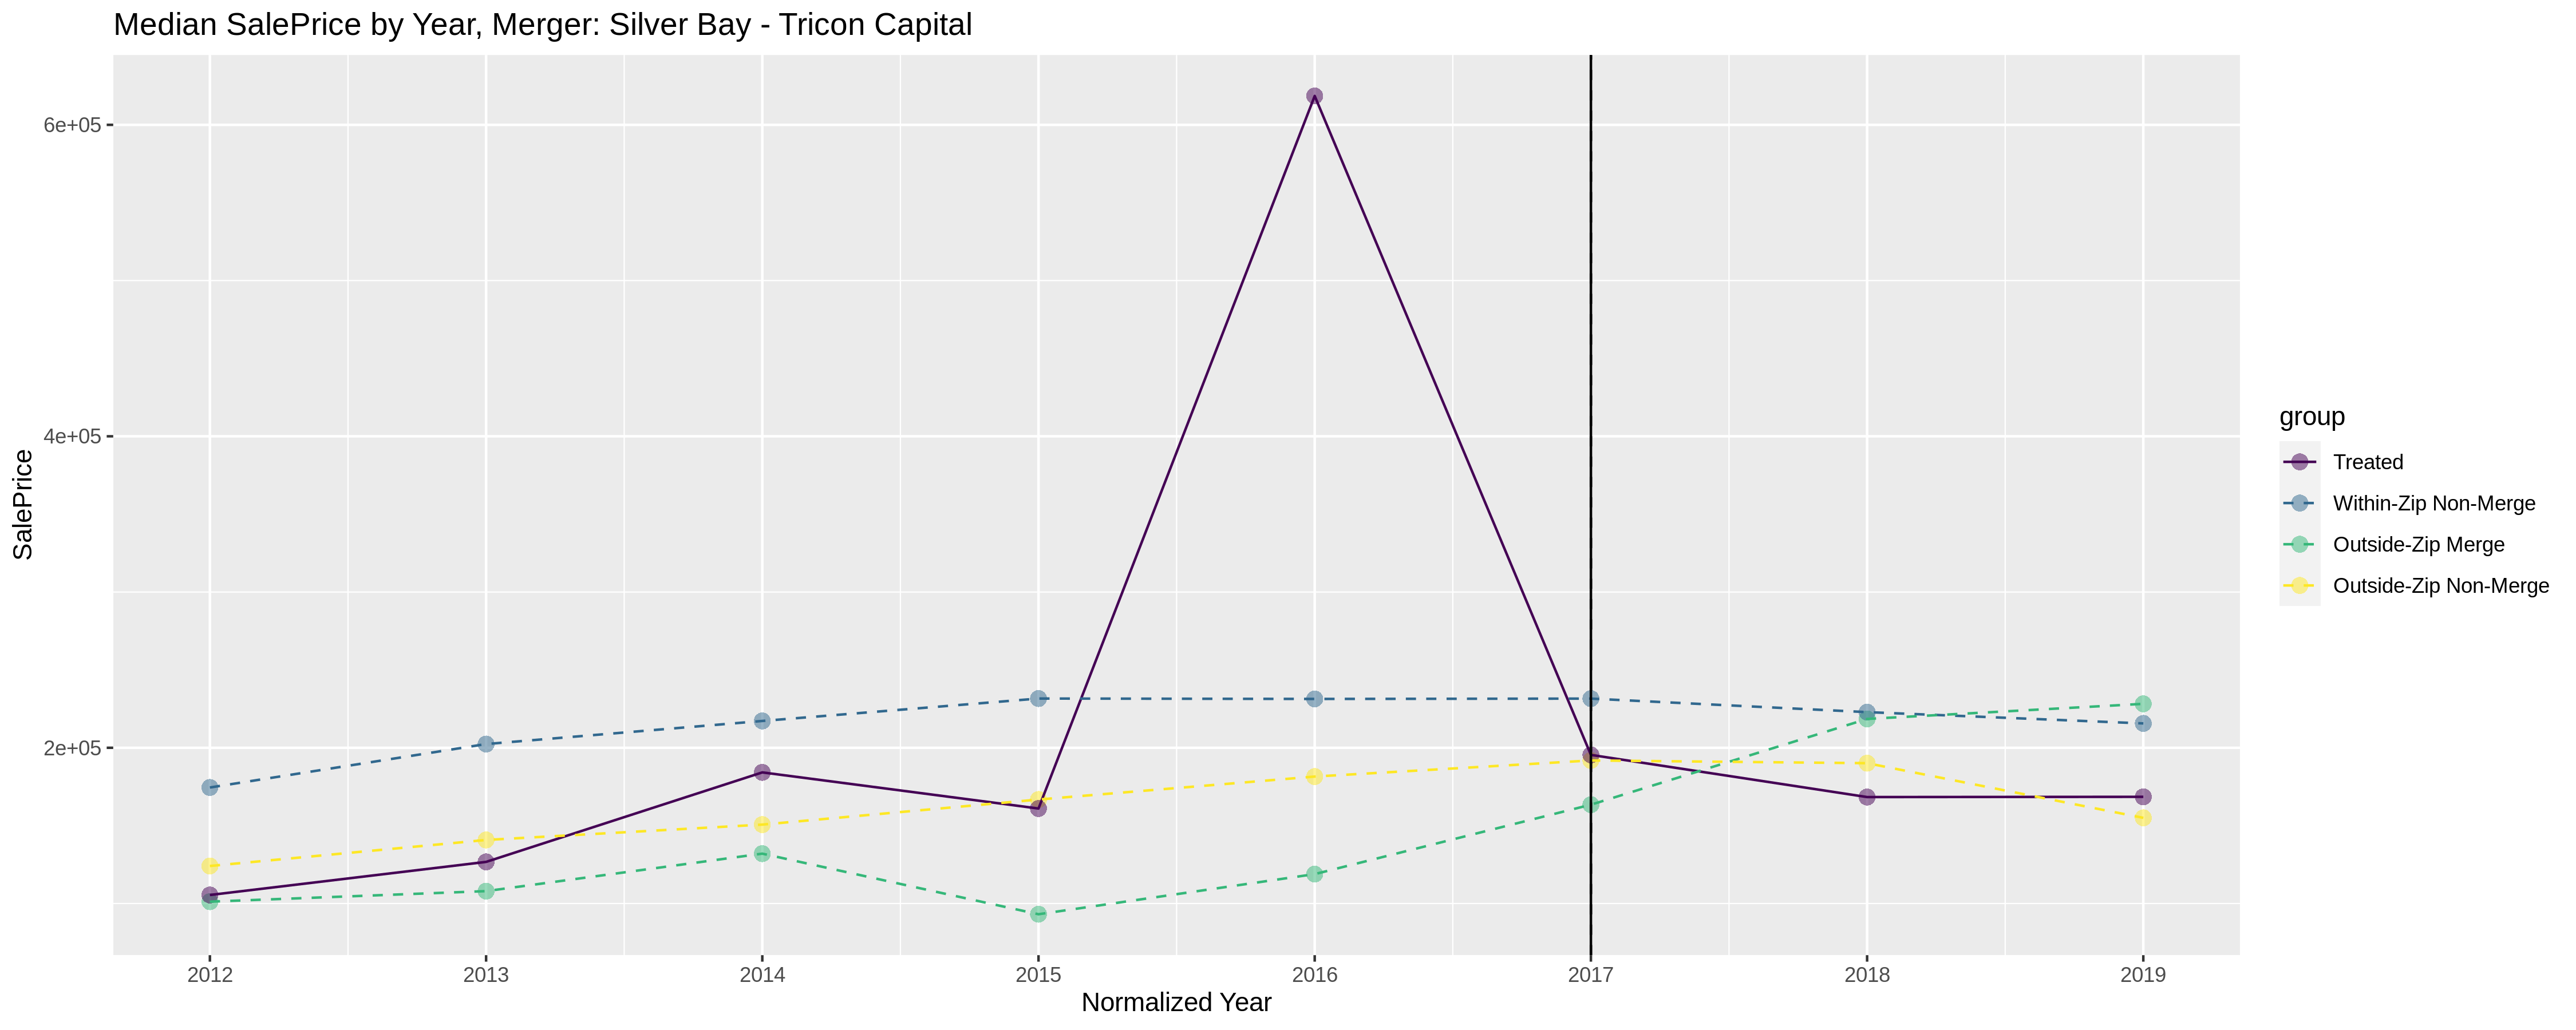 Median SalePrice by Year, Merger: Silver Bay - Tricon Capital
SalePrice
6e+05
4e+05
2e+05
2012 2013 2014 2015 2016 2017 2018 2019
Normalized Year
group
Treated
Within-Zip Non-Merge
Outside-Zip Merge
Outside-Zip Non-Merge